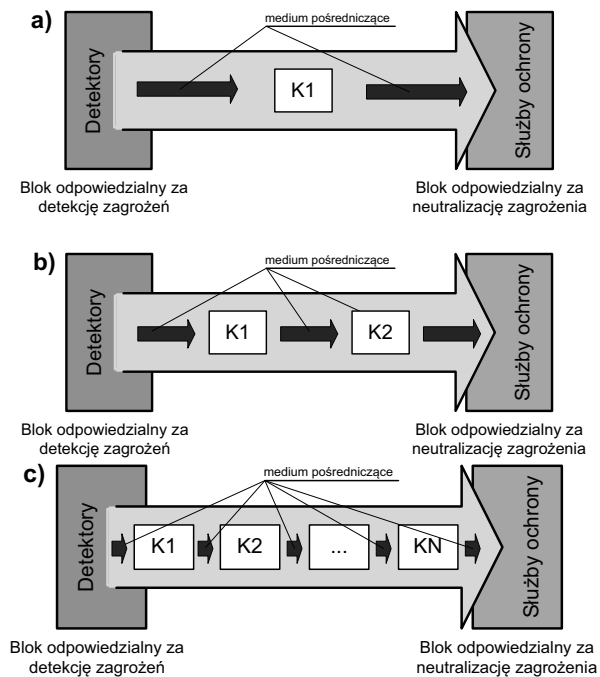 a)
medium pośredniczące
Detektory
K1
Służby ochrony
Blok odpowiedzialny za
detekcję zagrożeń
Blok odpowiedzialny za
neutralizację zagrożenia
b)
medium pośredniczące
Detektory
K1
K2
Służby ochrony
Blok odpowiedzialny za
detekcję zagrożeń
Blok odpowiedzialny za
neutralizację zagrożenia
c)
medium pośredniczące
Detektory
K1
K2
...
KN
Służby ochrony
Blok odpowiedzialny za
detekcję zagrożeń
Blok odpowiedzialny za
neutralizację zagrożenia